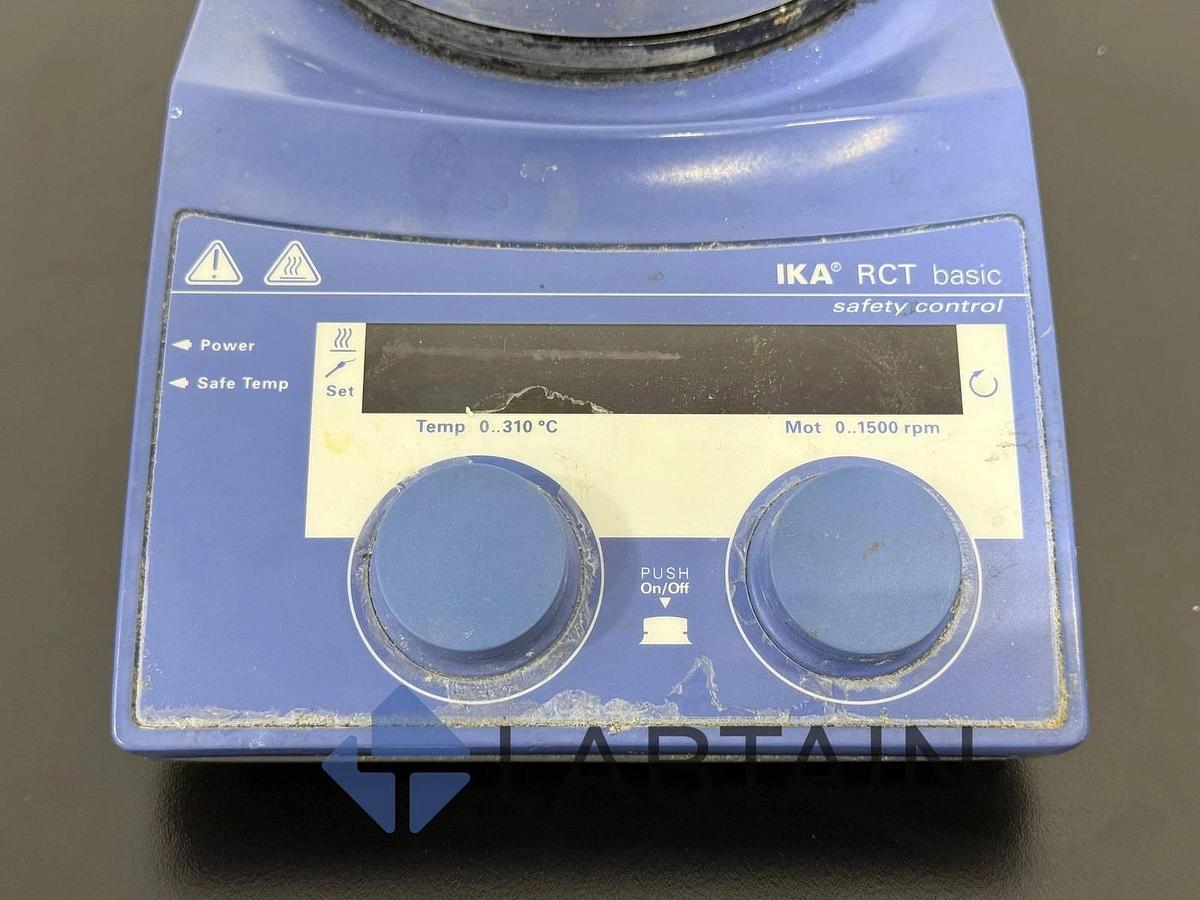 IKA® RCT basic
safety control
Power
Safe Temp
Set
Temp 0..310 °C
Mot 0..1500 rpm
PUSH
On/Off
LABTAIN